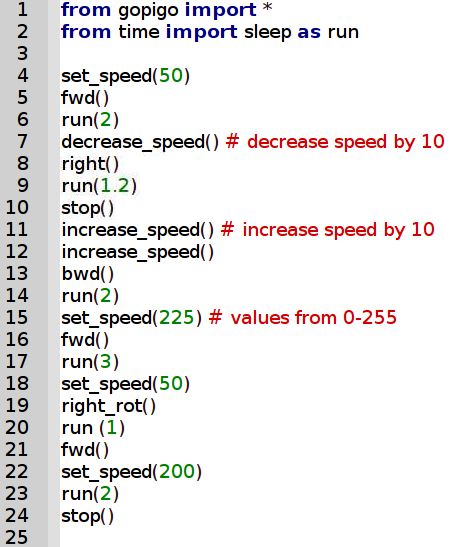 1 from gopigo import *
2 from time import sleep as run
3
4 set_speed(50)
5 fwd()
6 run(2)
7 decrease_speed() # decrease speed by 10
8 right()
9 run(1.2)
10 stop()
11 increase_speed() # increase speed by 10
12 increase_speed()
13 bwd()
14 run(2)
15 set_speed(225) # values from 0-255
16 fwd()
17 run(3)
18 set_speed(50)
19 right_rot()
20 run (1)
21 fwd()
22 set_speed(200)
23 run(2)
24 stop()
25